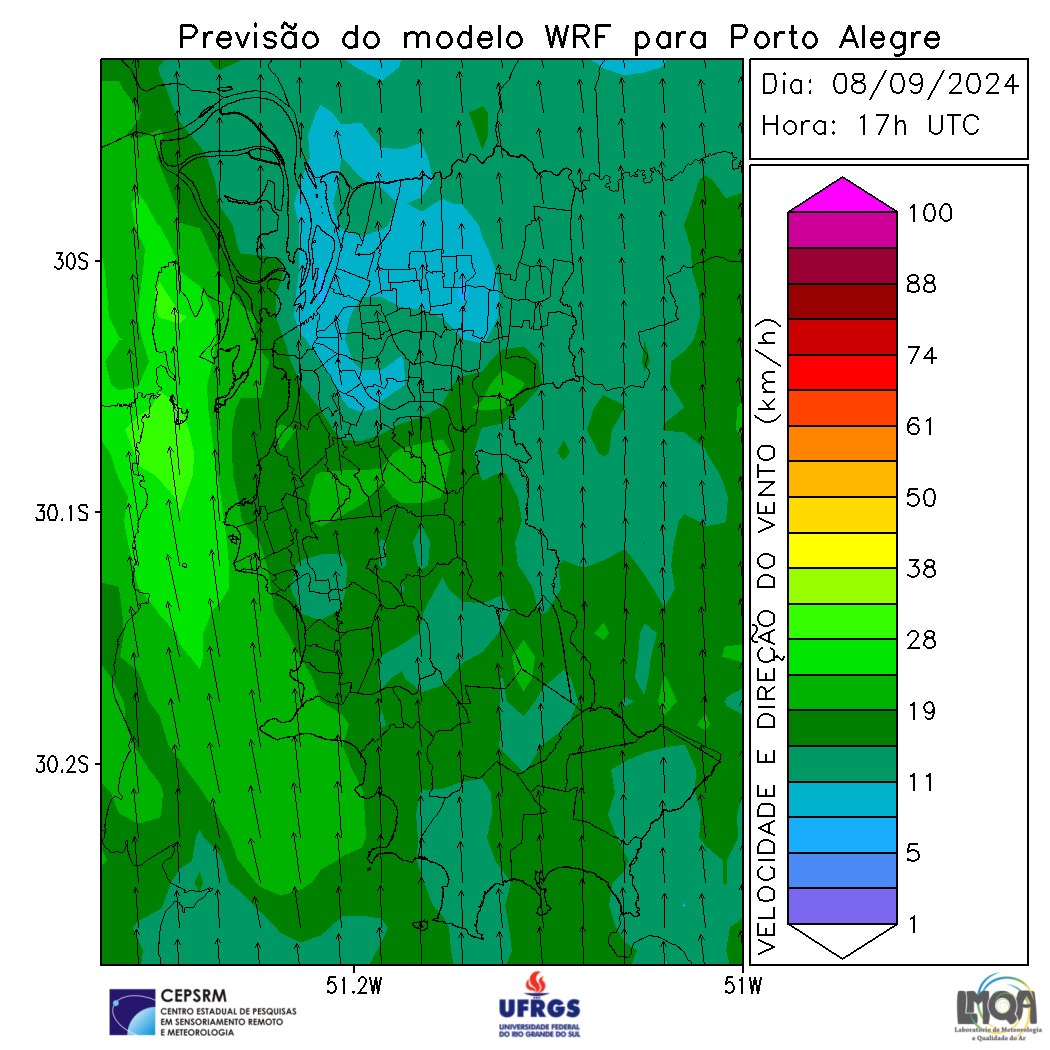 Previsão do modelo WRF para Porto Alegre
Dia: 08/09/2024
Hora: 17h UTC
30S
30.1S
30.2S
51.2W
51W
VELOCIDADE E DIREÇÃO DO VENTO (km/h)
100
88
74
61
50
38
28
19
11
5
1
CEPSRM
CENTRO ESTADUAL DE PESQUISAS
EM SENSORIAMENTO REMOTO
E METEOROLOGIA
UFRGS
UNIVERSIDADE FEDERAL
DO RIO GRANDE DO SUL
LMQA
Laboratório de Meteorologia
e Qualidade do Ar